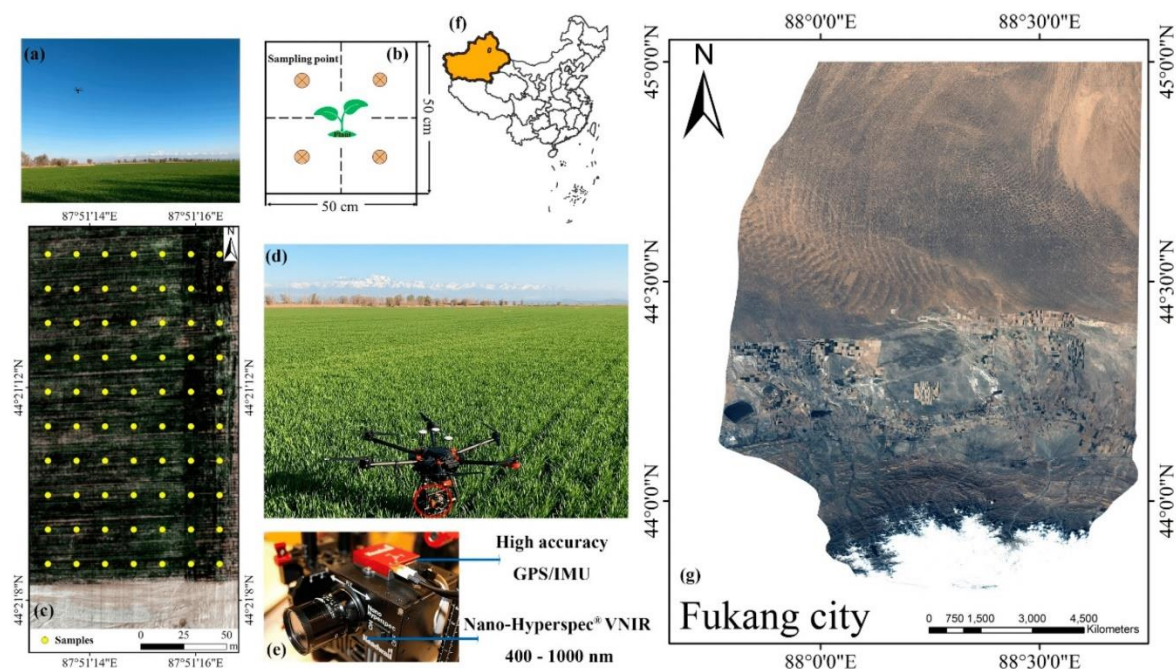 (a)
Sampling point
(b)
Plant
50 cm
50 cm
(f)
N
88°0'0"E
88°30'0"E
45°0'0"N
45°0'0"N
44°30'0"N
44°30'0"N
44°0'0"N
44°0'0"N
88°0'0"E
88°30'0"E
(g)
Fukang city
0 750 1,500 3,000 4,500
Kilometers
87°51'14"E
87°51'16"E
N
44°21'12"N
44°21'12"N
44°21'8"N
44°21'8"N
(c)
Samples
0 25 50
m
87°51'14"E
87°51'16"E
(d)
High accuracy
GPS/IMU
Nano-Hyperspec® VNIR
400 - 1000 nm
(e)
Nano
Hyperspec